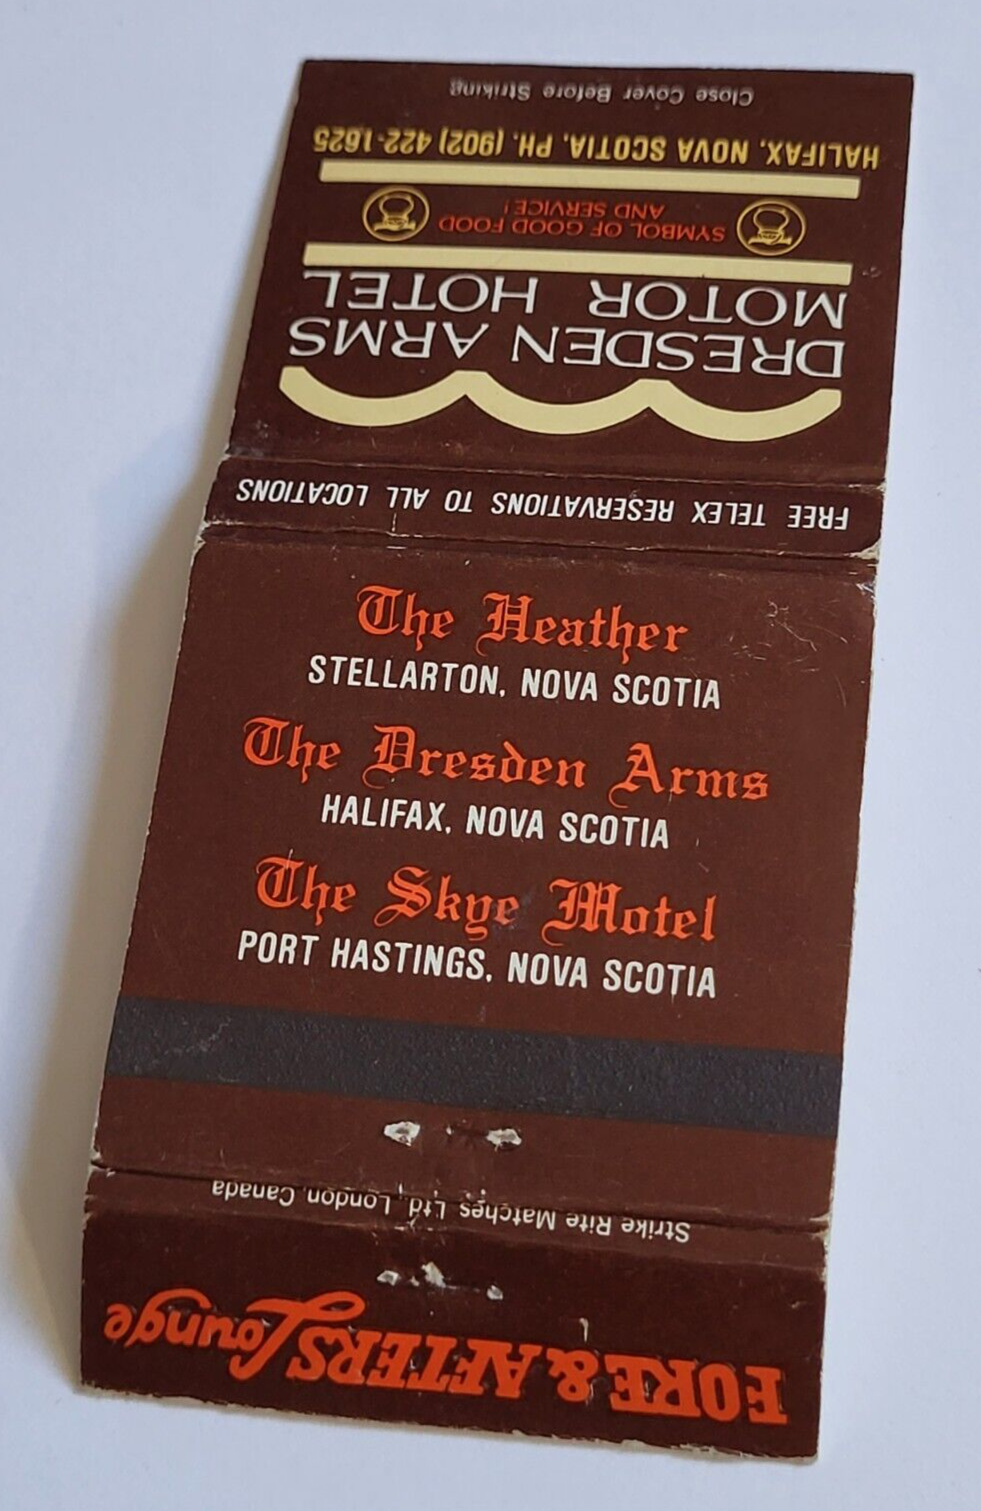 Close Cover Before Striking
HALIFAX, NOVA SCOTIA, PH. (902) 422-1625
SYMBOL OF GOOD FOOD
AND SERVICE!
DRESDEN ARMS
MOTOR HOTEL
FREE TELEX RESERVATIONS TO ALL LOCATIONS
The Heather
STELLARTON, NOVA SCOTIA
The Dresden Arms
HALIFAX, NOVA SCOTIA
The Skye Motel
PORT HASTINGS, NOVA SCOTIA
Strike Rite Matches Ltd., London, Canada
FORE & AFTERS Lounge